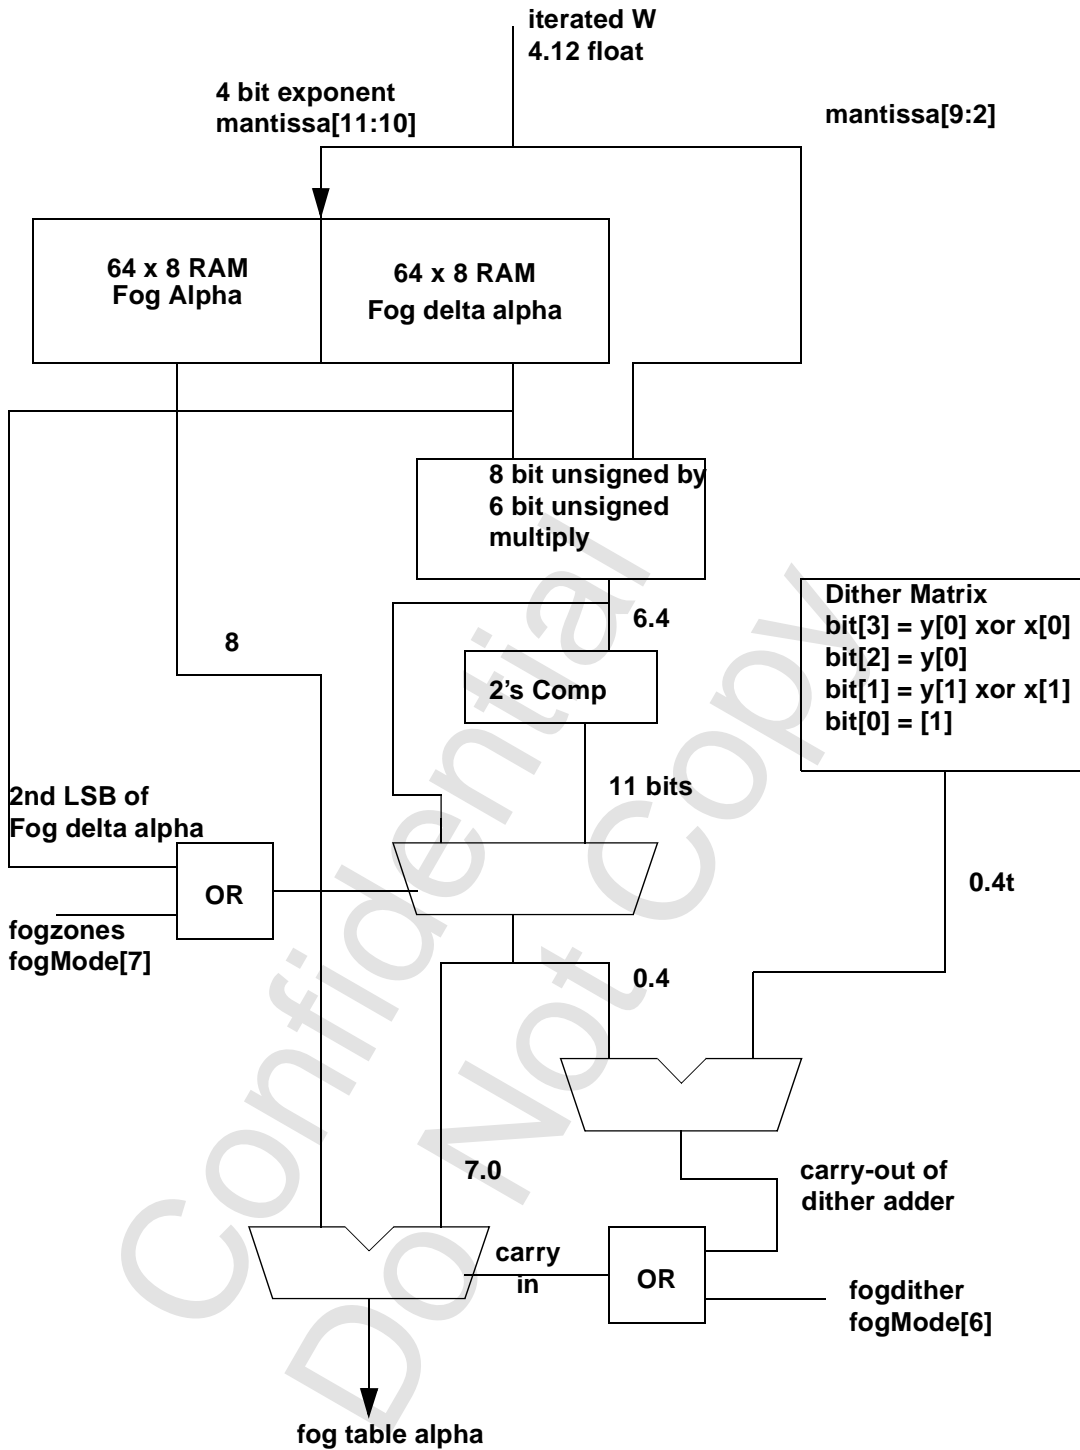 iterated W
4.12 float
4 bit exponent
mantissa[11:10]
mantissa[9:2]
64 x 8 RAM
Fog Alpha
64 x 8 RAM
Fog delta alpha
8 bit unsigned by
6 bit unsigned
multiply
Dither Matrix
bit[3] = y[0] xor x[0]
bit[2] = y[0]
bit[1] = y[1] xor x[1]
bit[0] = [1]
6.4
8
2's Comp
11 bits
2nd LSB of
Fog delta alpha
OR
0.4t
fogzones
fogMode[7]
0.4
7.0
carry-out of
dither adder
carry
in
OR
fogdither
fogMode[6]
fog table alpha
Confidential
Do Not Copy